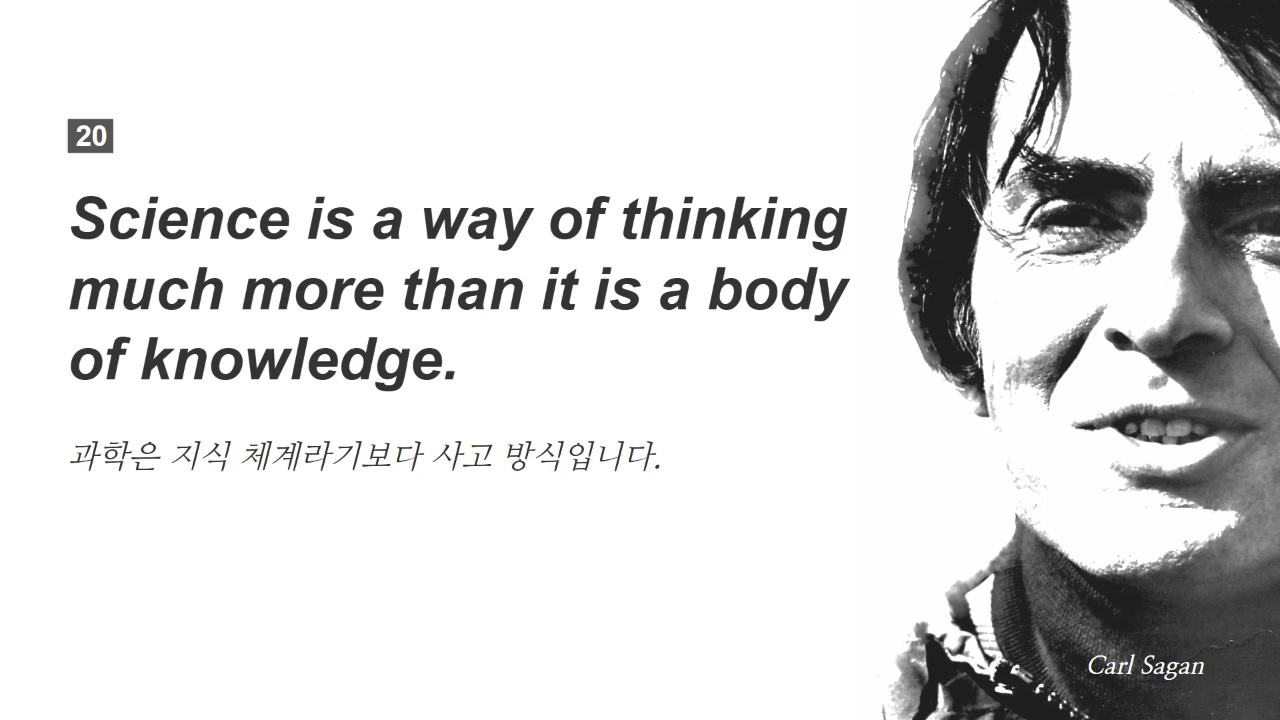 20
Science is a way of thinking
much more than it is a body
of knowledge.
과학은 지식 체계라기보다 사고 방식입니다.
Carl Sagan